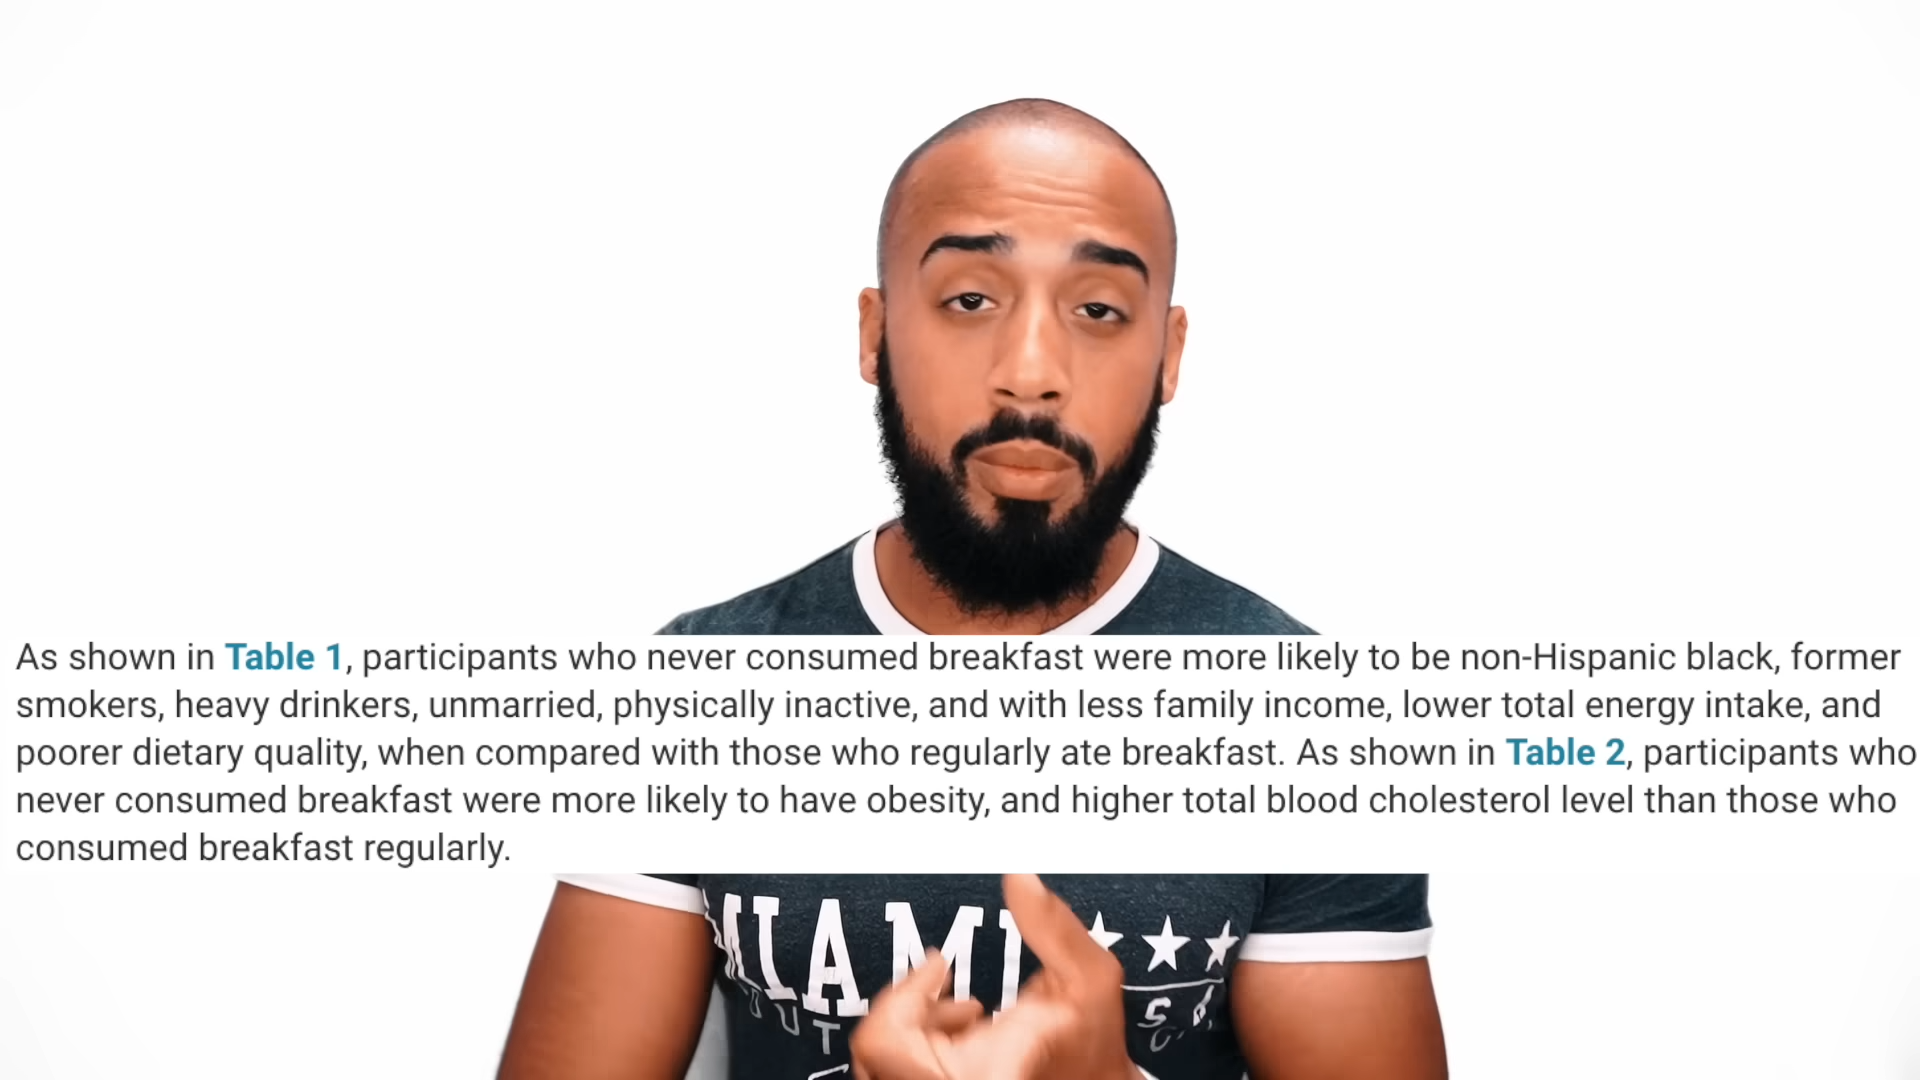 As shown in Table 1, participants who never consumed breakfast were more likely to be non-Hispanic black, former
smokers, heavy drinkers, unmarried, physically inactive, and with less family income, lower total energy intake, and
poorer dietary quality, when compared with those who regularly ate breakfast. As shown in Table 2, participants who
never consumed breakfast were more likely to have obesity, and higher total blood cholesterol level than those who
consumed breakfast regularly.
MIAMI